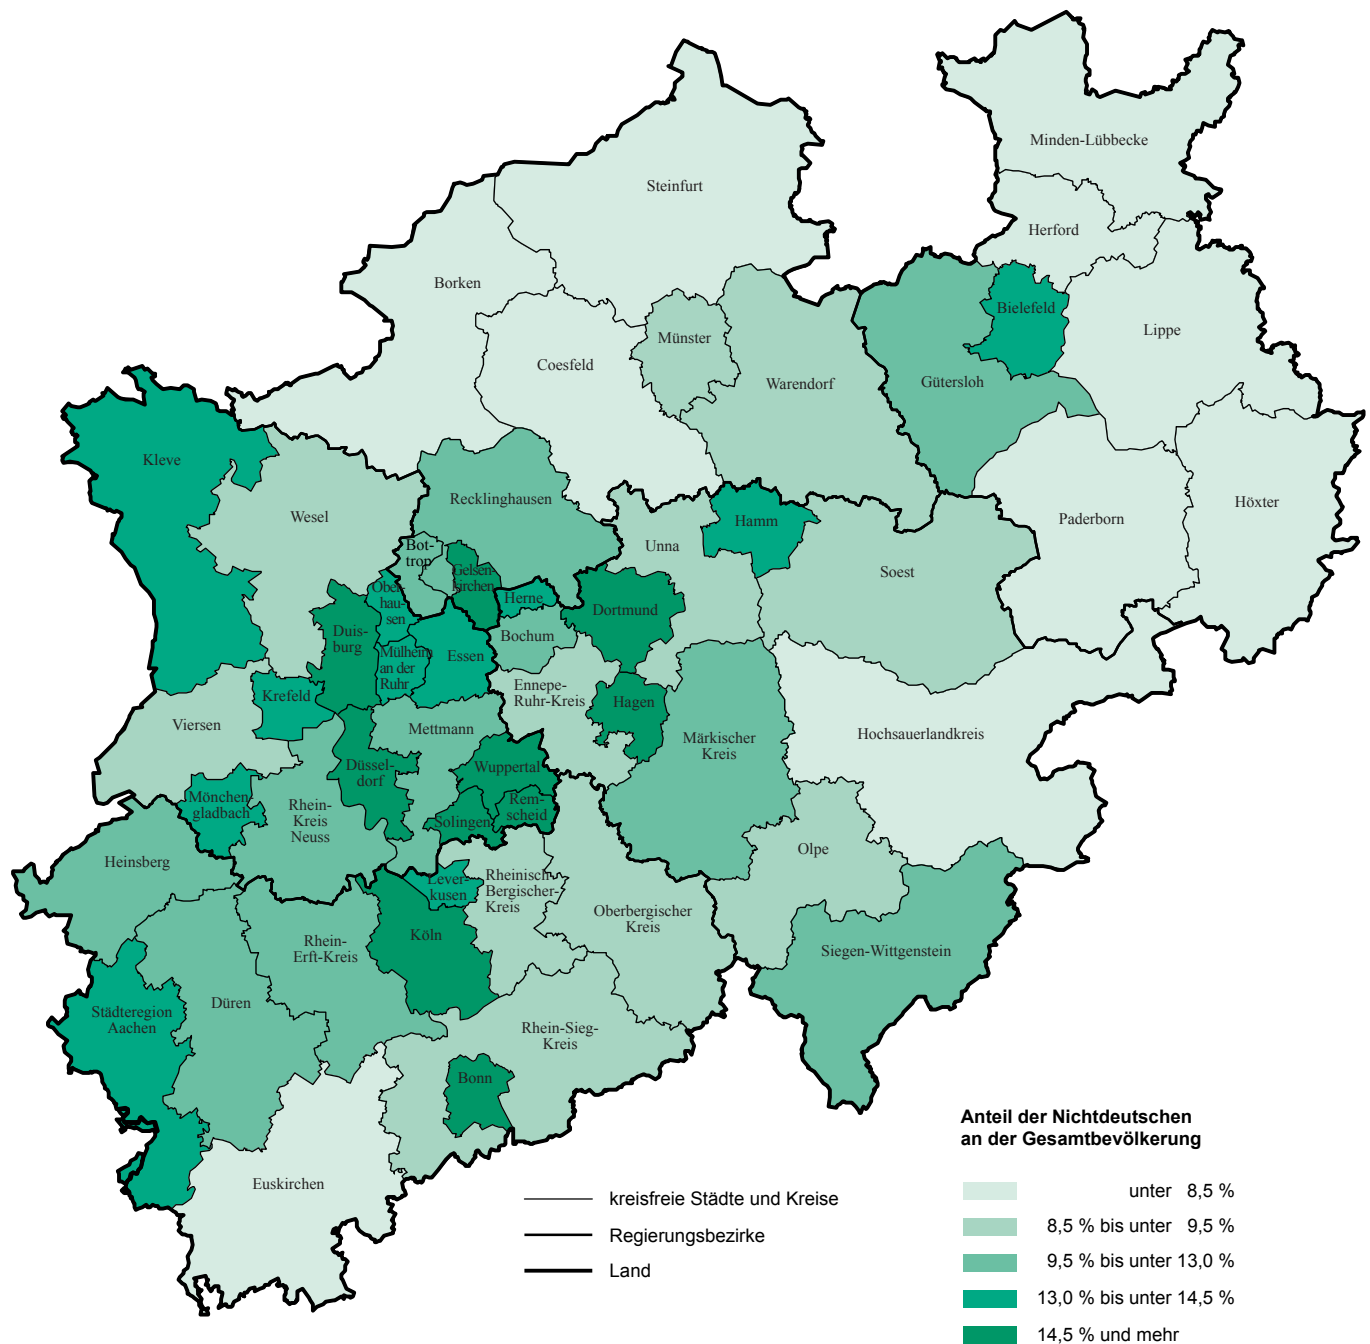 Minden-Lübbecke
Steinfurt
Herford
Borken
Bielefeld
Lippe
Münster
Coesfeld
Warendorf
Gütersloh
Kleve
Recklinghausen
Höxter
Wesel
Hamm
Paderborn
Unna
Bot-
trop
Soest
Gelsen-
kirchen
Ober-
hau-
sen
Herne
Dortmund
Duis-
burg
Bochum
Mülheim
an der
Ruhr
Essen
Ennepe-
Ruhr-Kreis
Krefeld
Hagen
Viersen
Mettmann
Märkischer
Kreis
Hochsauerlandkreis
Düssel-
dorf
Wuppertal
Mönchen-
gladbach
Rhein-
Kreis
Neuss
Rem-
scheid
Solingen
Heinsberg
Olpe
Lever-
kusen
Rheinisch-
Bergischer-
Kreis
Oberbergischer
Kreis
Köln
Rhein-
Erft-Kreis
Siegen-Wittgenstein
Düren
Städteregion
Aachen
Rhein-Sieg-
Kreis
Bonn
Euskirchen
Anteil der Nichtdeutschen
an der Gesamtbevölkerung
unter 8,5 %
8,5 % bis unter 9,5 %
9,5 % bis unter 13,0 %
13,0 % bis unter 14,5 %
14,5 % und mehr
kreisfreie Städte und Kreise
Regierungsbezirke
Land